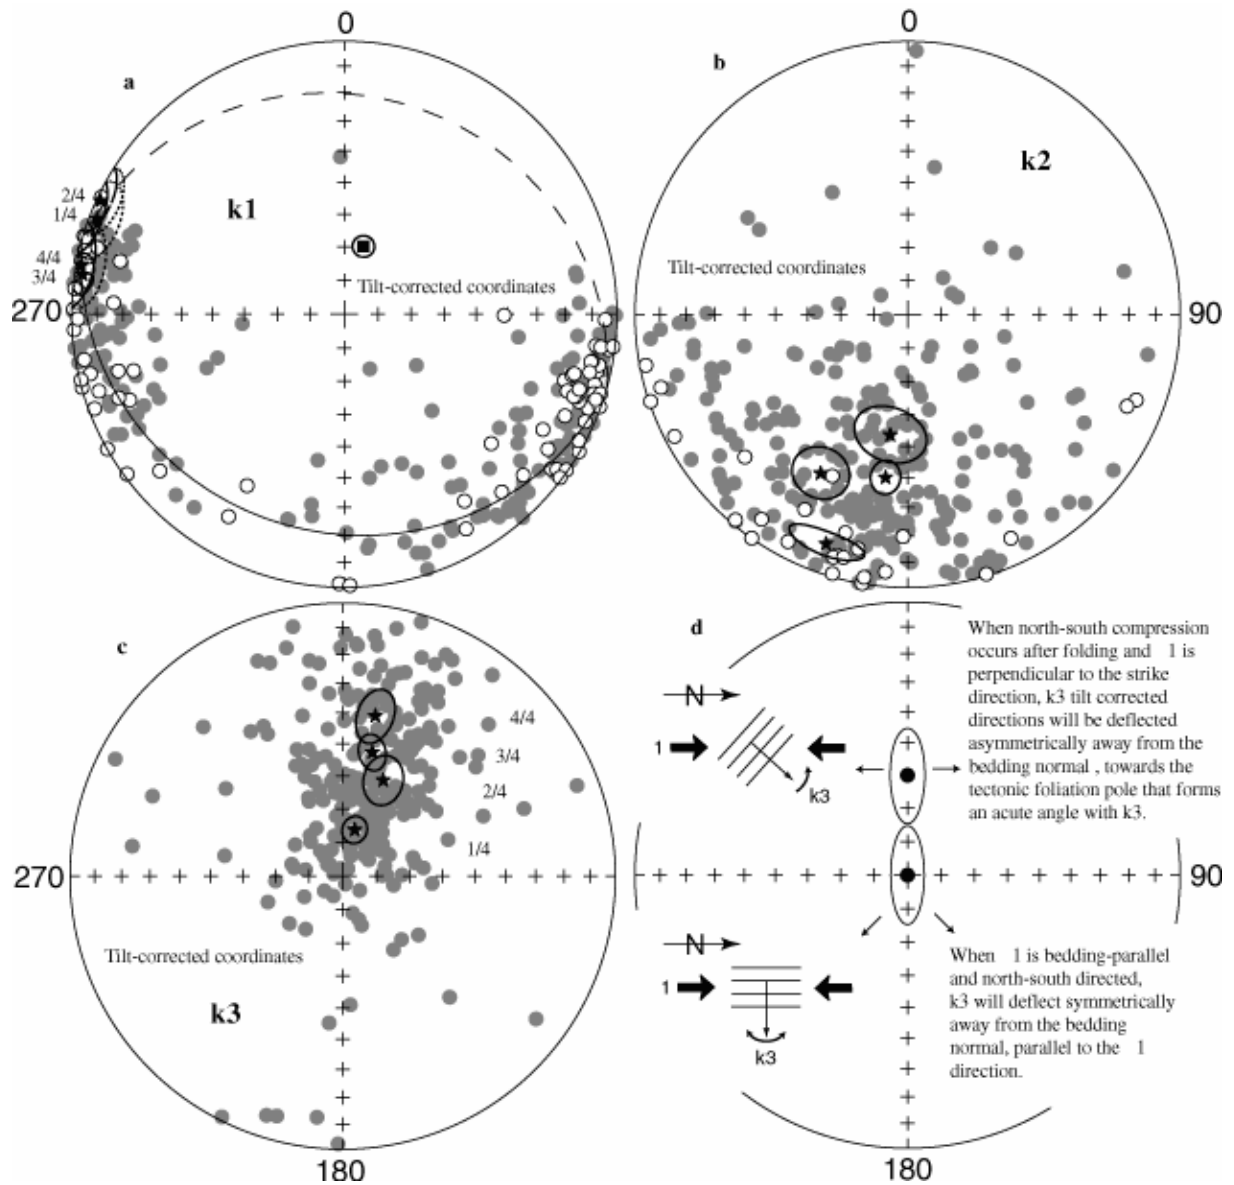 0
a
k1
2/4
1/4
4/4
3/4
270
Tilt-corrected coordinates
0
b
k2
Tilt-corrected coordinates
90
c
4/4
3/4
2/4
1/4
270
Tilt-corrected coordinates
k3
180
d
When north-south compression
occurs after folding and 1 is
perpendicular to the strike
direction, k3 tilt corrected
directions will be deflected
asymmetrically away from the
bedding normal , towards the
tectonic foliation pole that forms
an acute angle with k3.
N
1
k3
90
N
1
k3
When 1 is bedding-parallel
and north-south directed,
k3 will deflect symmetrically
away from the bedding
normal, parallel to the 1
direction.
180